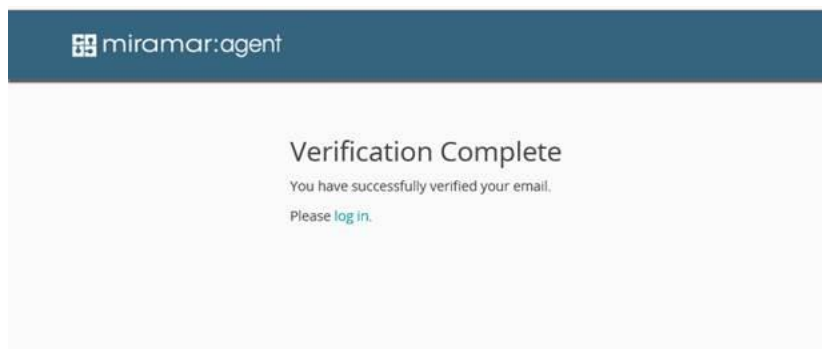 miramar:agent
Verification Complete
You have successfully verified your email.
Please log in.